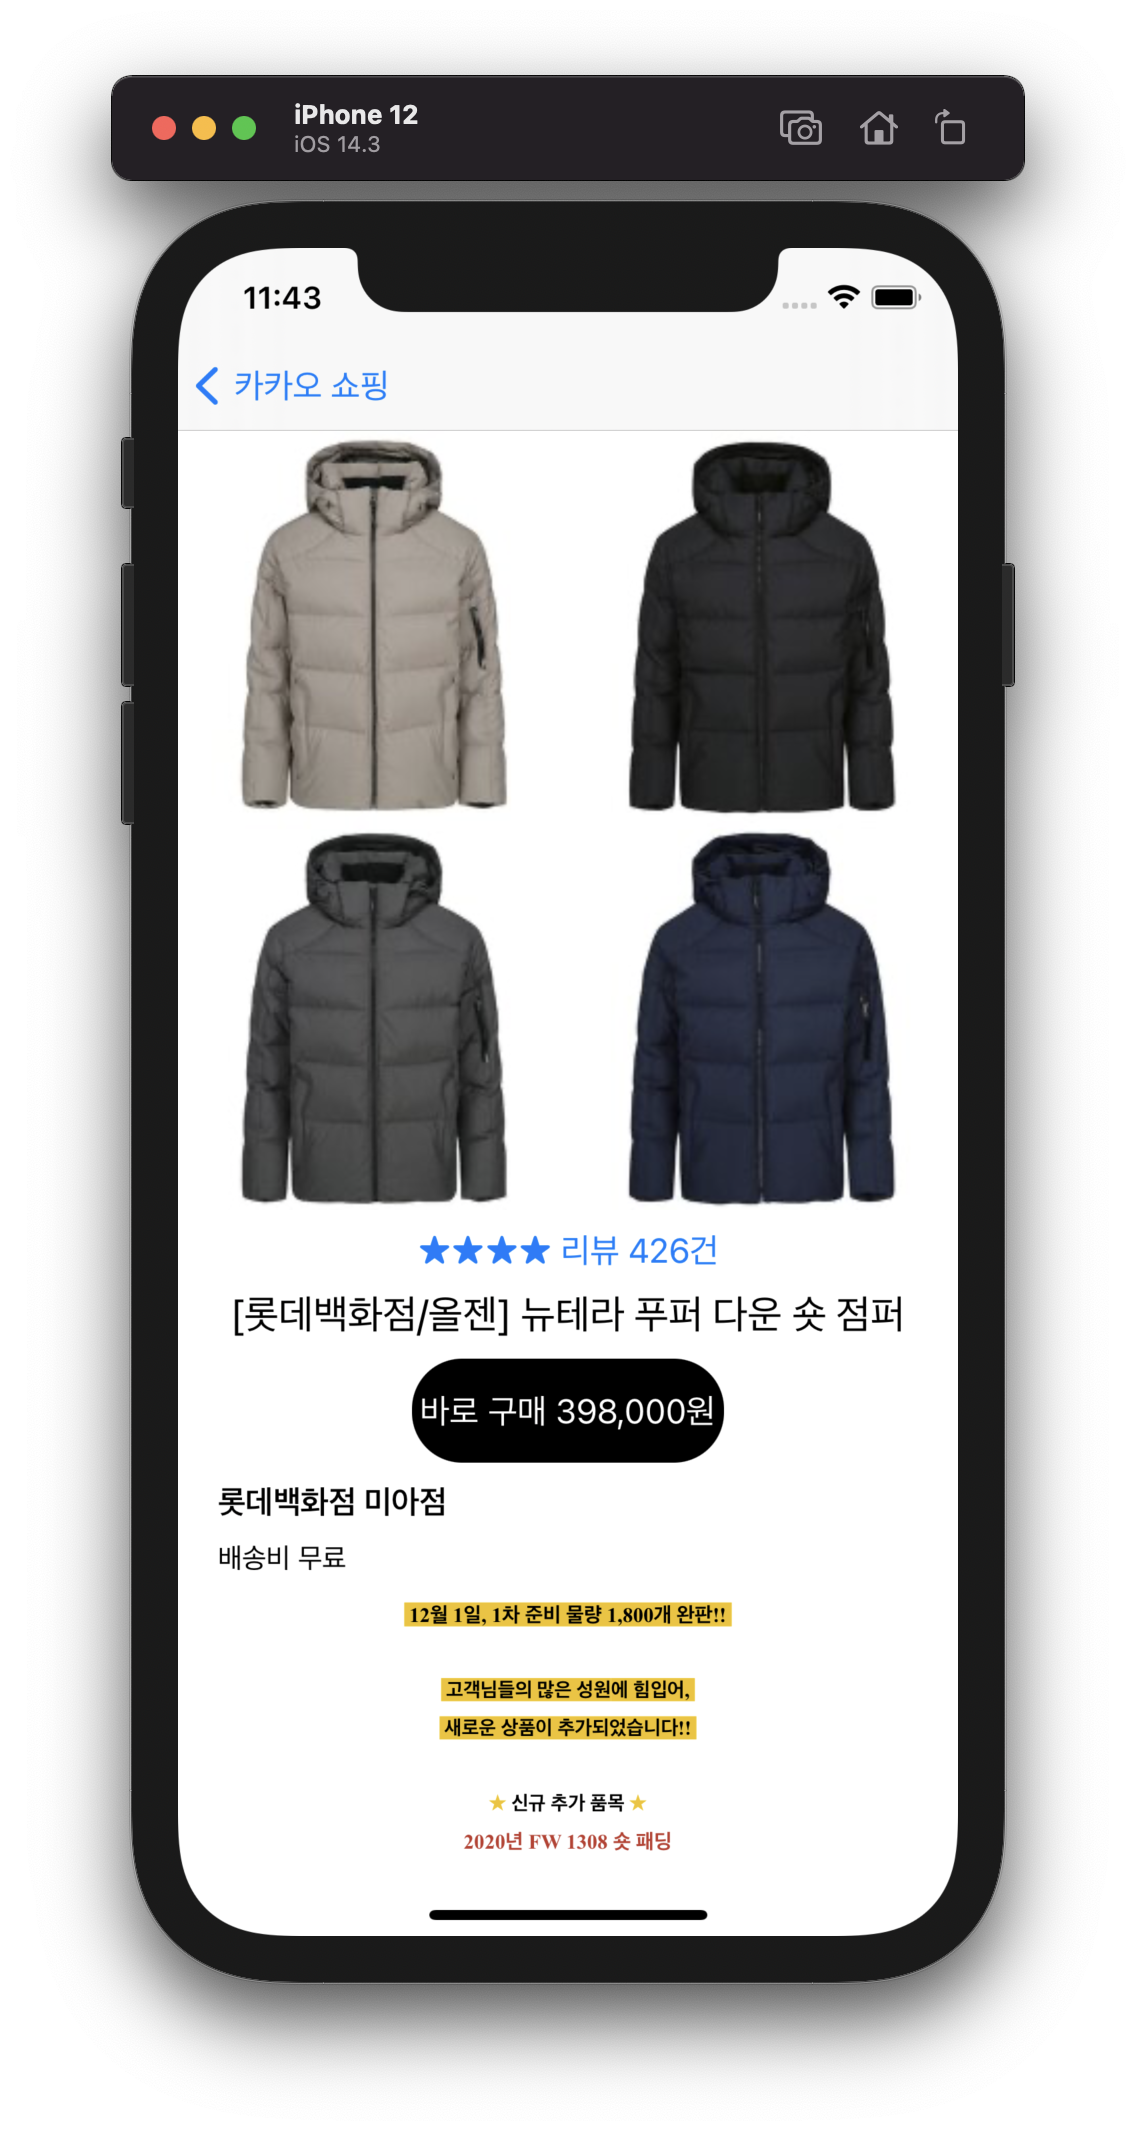 iPhone 12
iOS 14.3
11:43
카카오 쇼핑
★★★★ 리뷰 426건
[롯데백화점/올젠] 뉴테라 푸퍼 다운 숏 점퍼
바로 구매 398,000원
롯데백화점 미아점
배송비 무료
12월 1일, 1차 준비 물량 1,800개 완판!!
고객님들의 많은 성원에 힘입어,
새로운 상품이 추가되었습니다!!
★ 신규 추가 품목 ★
2020년 FW 1308 숏 패딩